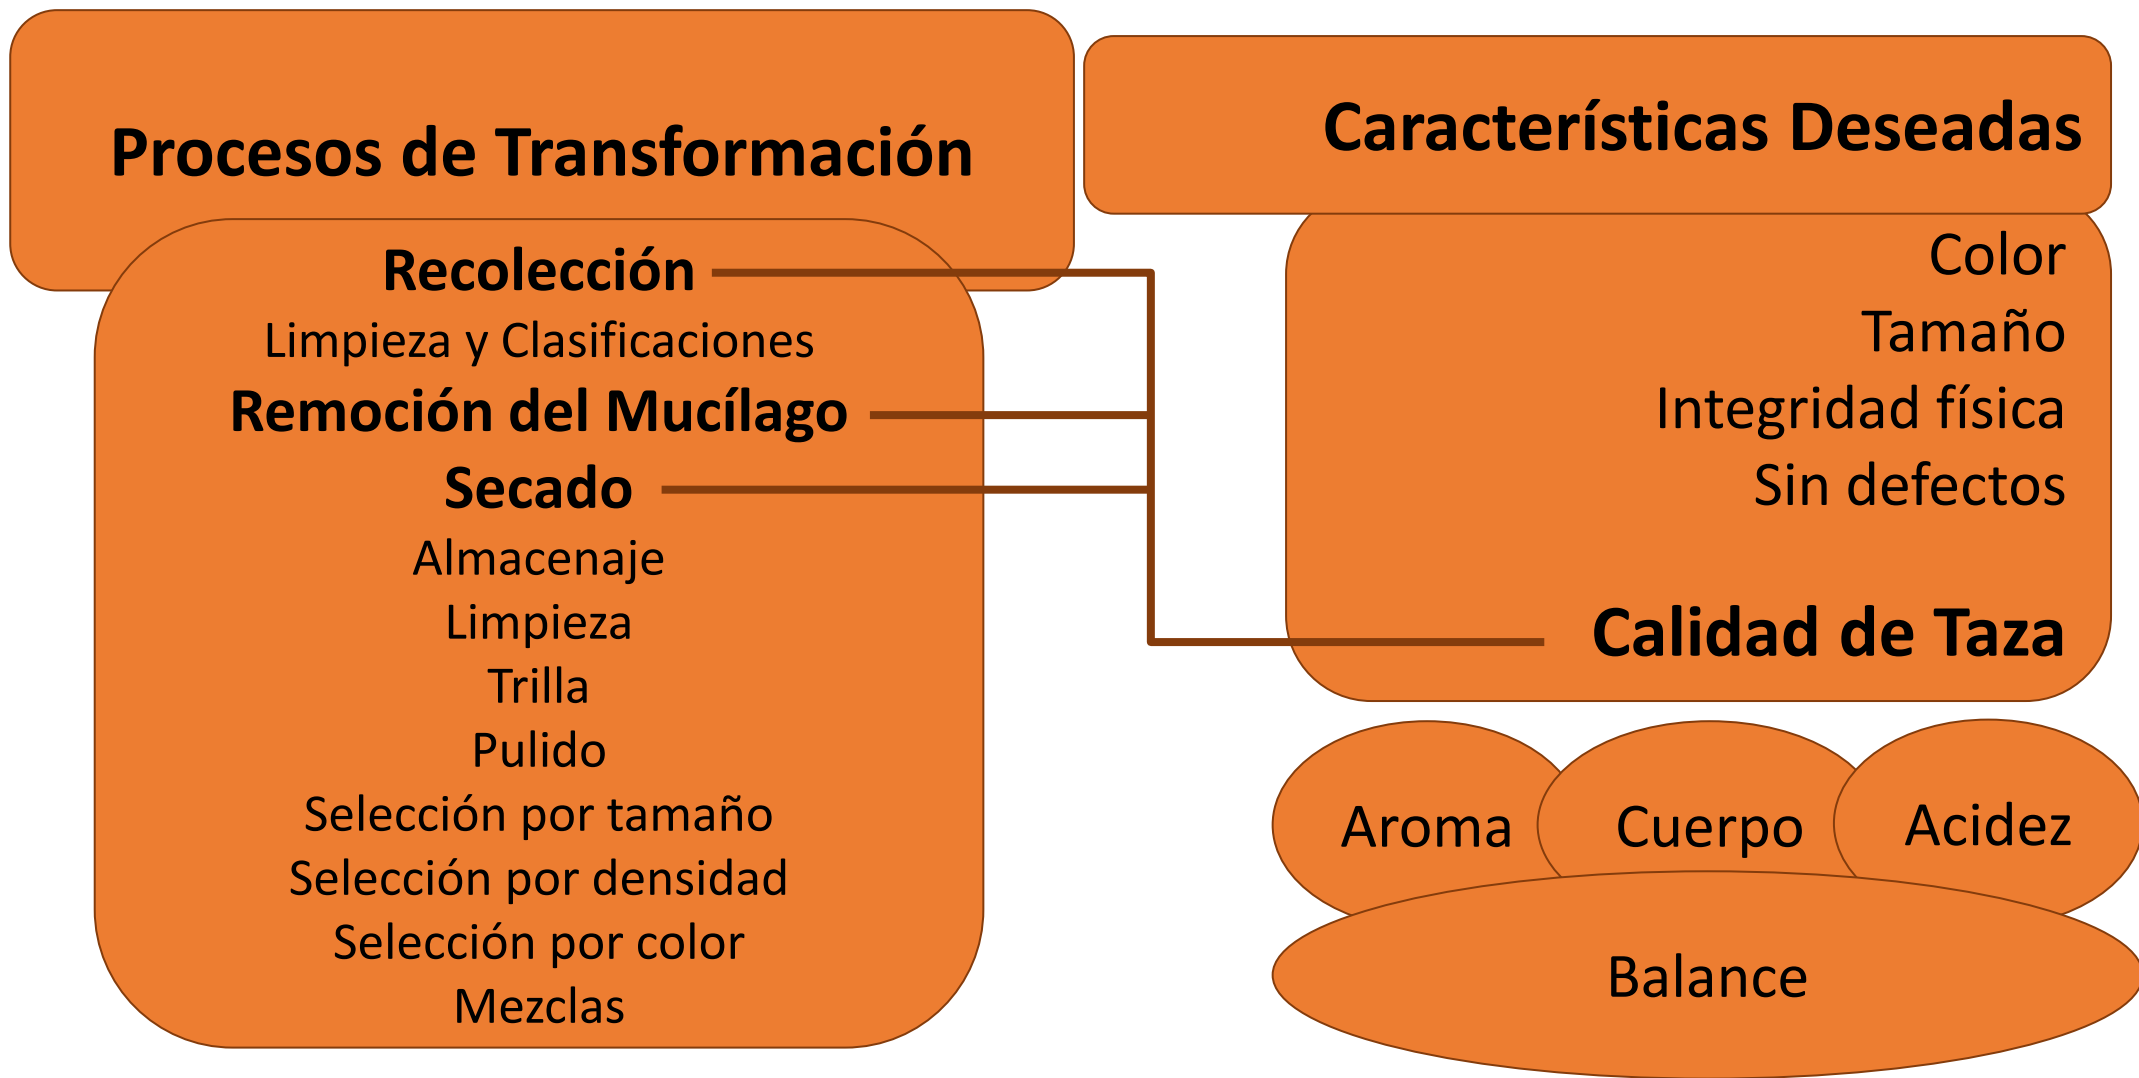 Procesos de Transformación
Recolección
Limpieza y Clasificaciones
Remoción del Mucílago
Secado
Almacenaje
Limpieza
Trilla
Pulido
Selección por tamaño
Selección por densidad
Selección por color
Mezclas
Características Deseadas
Color
Tamaño
Integridad física
Sin defectos
Calidad de Taza
Aroma
Cuerpo
Acidez
Balance